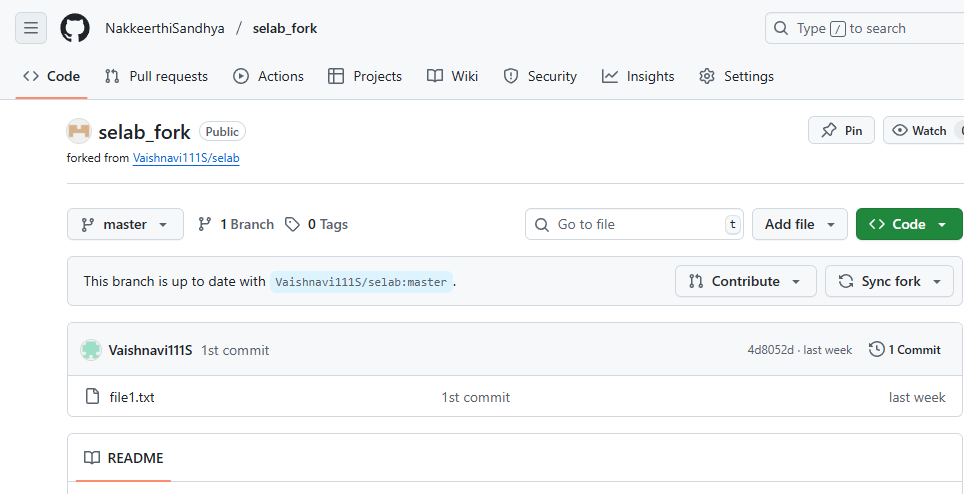 NakkeerthiSandhya / selab_fork Type / to search
Code Pull requests Actions Projects Wiki Security Insights Settings
selab_fork Public Pin Watch
forked from Vaishnavi111S/selab
master 1 Branch 0 Tags Go to file t Add file Code
This branch is up to date with Vaishnavi111S/selab:master. Contribute Sync fork
Vaishnavi111S 1st commit 4d8052d · last week 1 Commit
file1.txt 1st commit last week
README